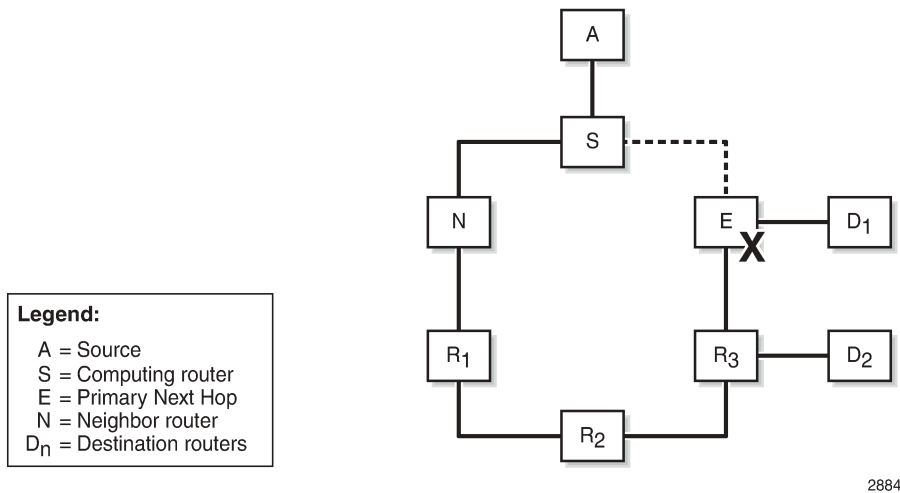 A
S
N
E
D1
X
Legend:
A = Source
S = Computing router
E = Primary Next Hop
N = Neighbor router
Dn = Destination routers
R1
R3
D2
R2
2884